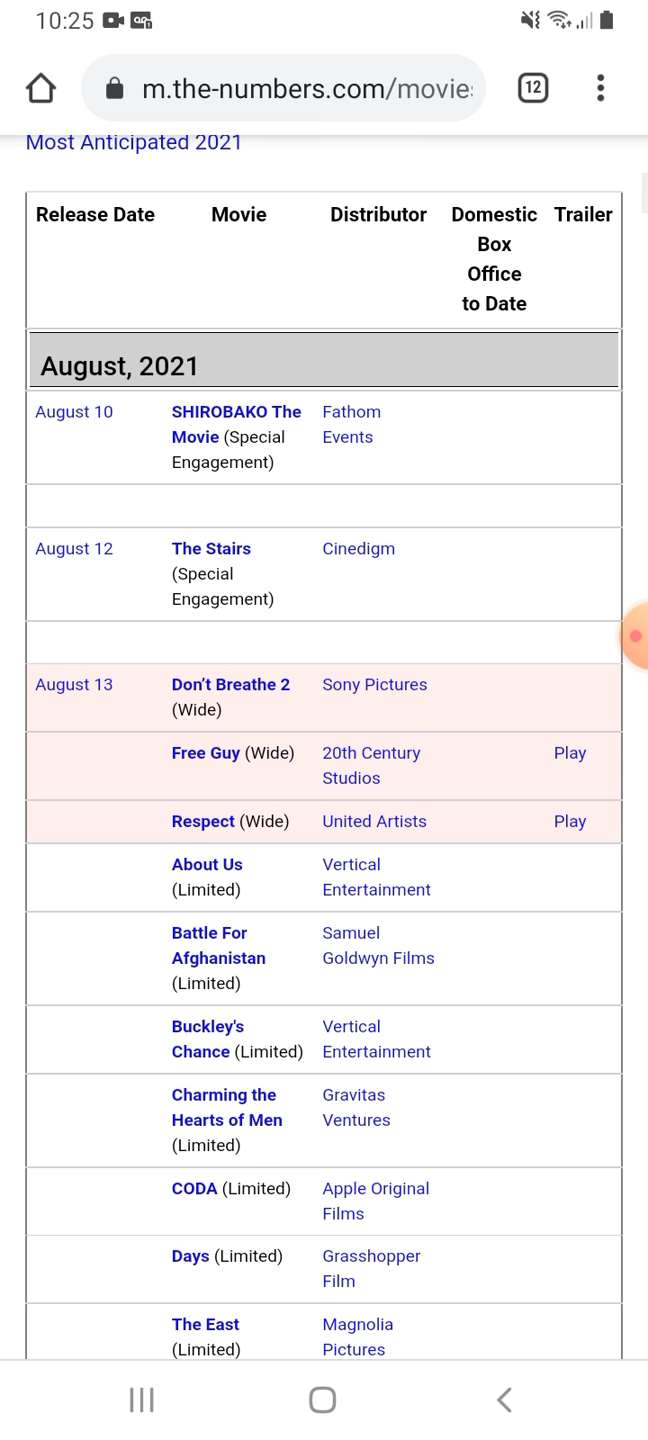 10:25
m.the-numbers.com/movie
12
Most Anticipated 2021
Release Date Movie Distributor Domestic Trailer
Box
Office
to Date
August, 2021
August 10 SHIROBAKO The Fathom
Movie (Special Events
Engagement)
August 12 The Stairs Cinedigm
(Special
Engagement)
August 13 Don’t Breathe 2 Sony Pictures
(Wide)
Free Guy (Wide) 20th Century Play
Studios
Respect (Wide) United Artists Play
About Us Vertical
(Limited) Entertainment
Battle For Samuel
Afghanistan Goldwyn Films
(Limited)
Buckley's Vertical
Chance (Limited) Entertainment
Charming the Gravitas
Hearts of Men Ventures
(Limited)
CODA (Limited) Apple Original
Films
Days (Limited) Grasshopper
Film
The East Magnolia
(Limited) Pictures